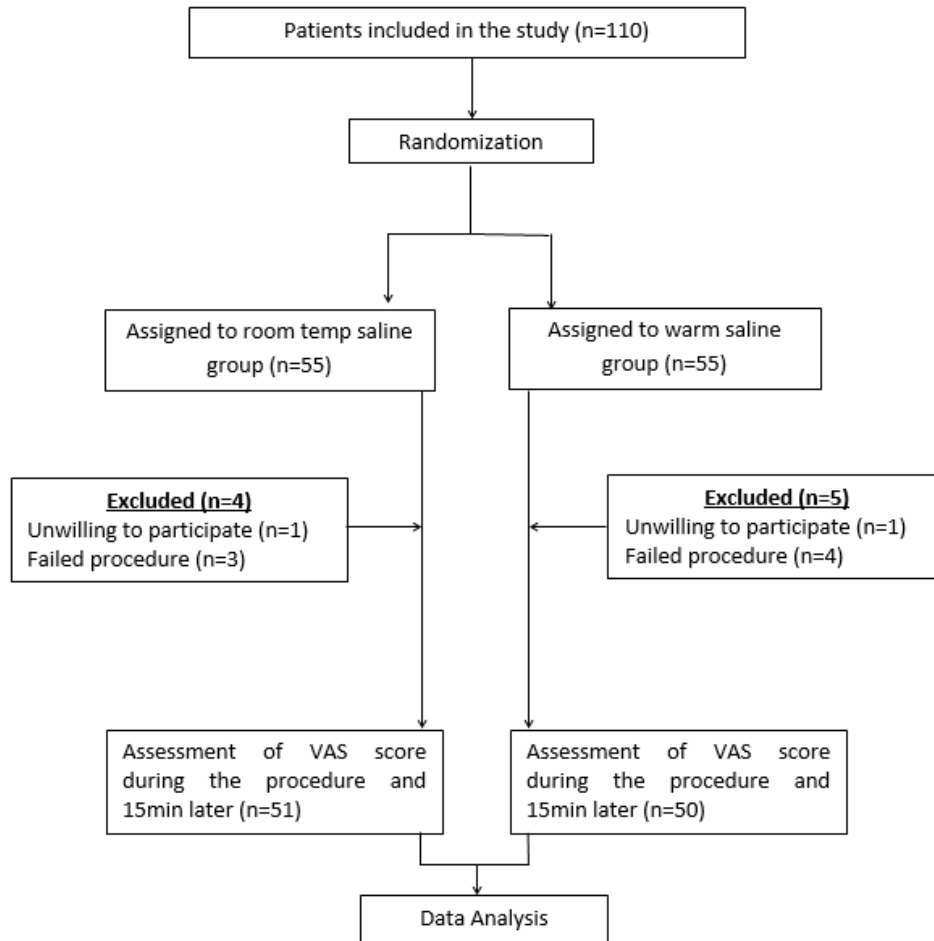 Patients included in the study (n=110)
Randomization
Assigned to room temp saline
group (n=55)
Assigned to warm saline
group (n=55)
Excluded (n=4)
Unwilling to participate (n=1)
Failed procedure (n=3)
Excluded (n=5)
Unwilling to participate (n=1)
Failed procedure (n=4)
Assessment of VAS score
during the procedure and
15min later (n=51)
Assessment of VAS score
during the procedure and
15min later (n=50)
Data Analysis